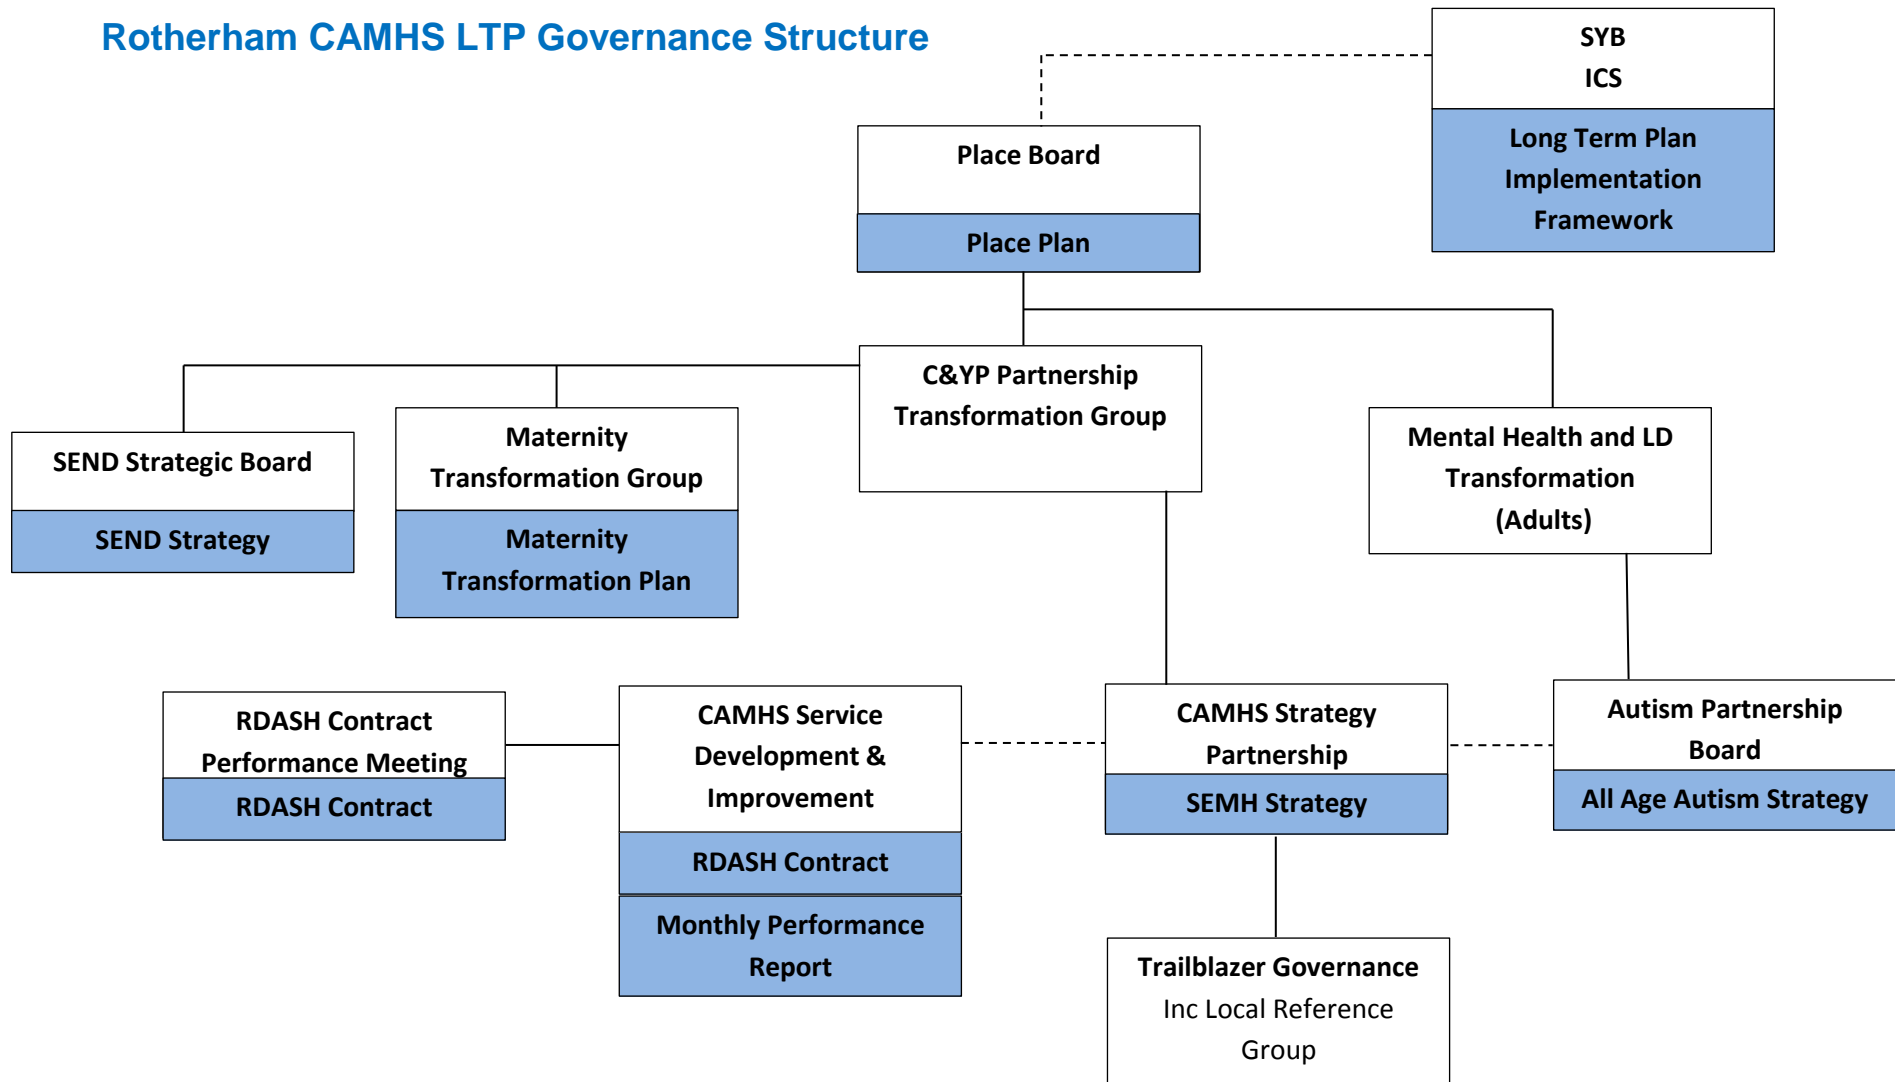 Rotherham CAMHS LTP Governance Structure
SYB
ICS
Long Term Plan
Implementation
Framework
Place Board
Place Plan
C&YP Partnership
Transformation Group
SEND Strategic Board
SEND Strategy
Maternity
Transformation Group
Maternity
Transformation Plan
Mental Health and LD
Transformation
(Adults)
RDASH Contract
Performance Meeting
RDASH Contract
CAMHS Service
Development &
Improvement
RDASH Contract
Monthly Performance
Report
CAMHS Strategy
Partnership
SEMH Strategy
Autism Partnership
Board
All Age Autism Strategy
Trailblazer Governance
Inc Local Reference
Group